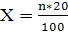 X = n*20/100